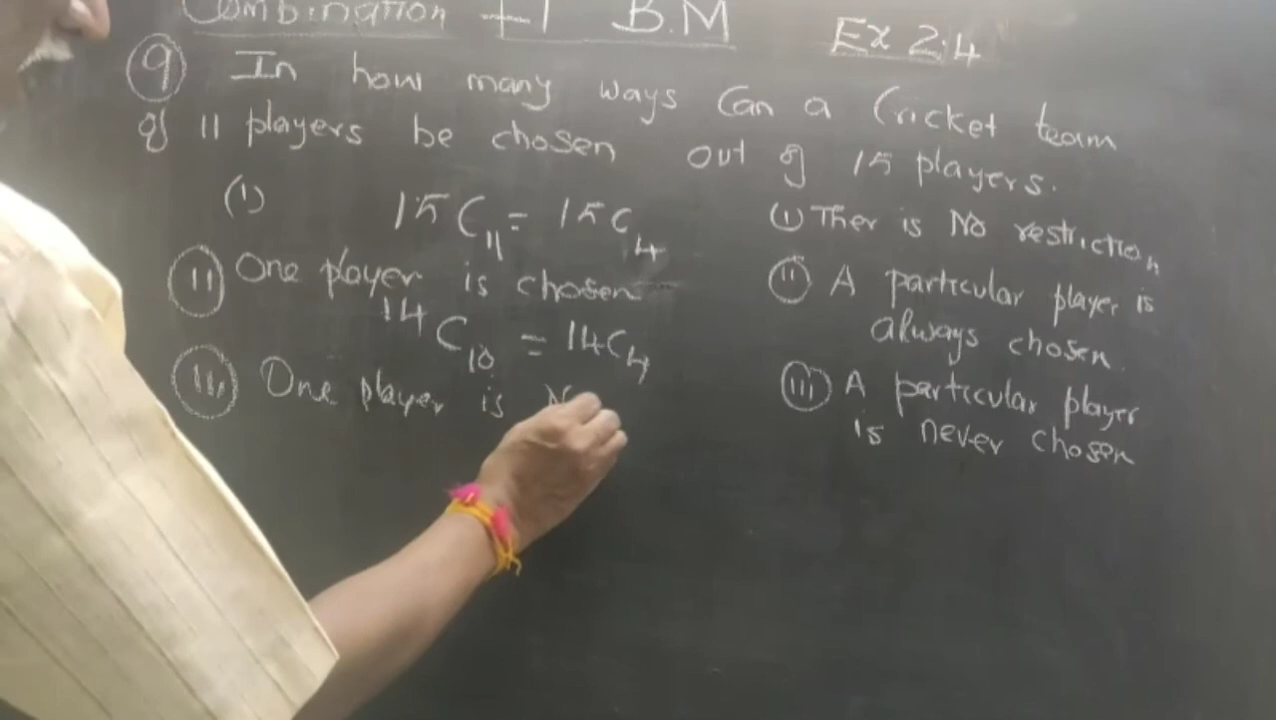 Combination - I B.M Ex 2.4
(9) In how many ways Can a Cricket team
of 11 players be chosen out of 15 players.
(i) 15C11 = 15C4
(i) Ther is No restriction
(ii) One player is chosen
14C10 = 14C4
(ii) A particular player is
always chosen.
(iii) One player is
(iii) A particular player
is never chosen